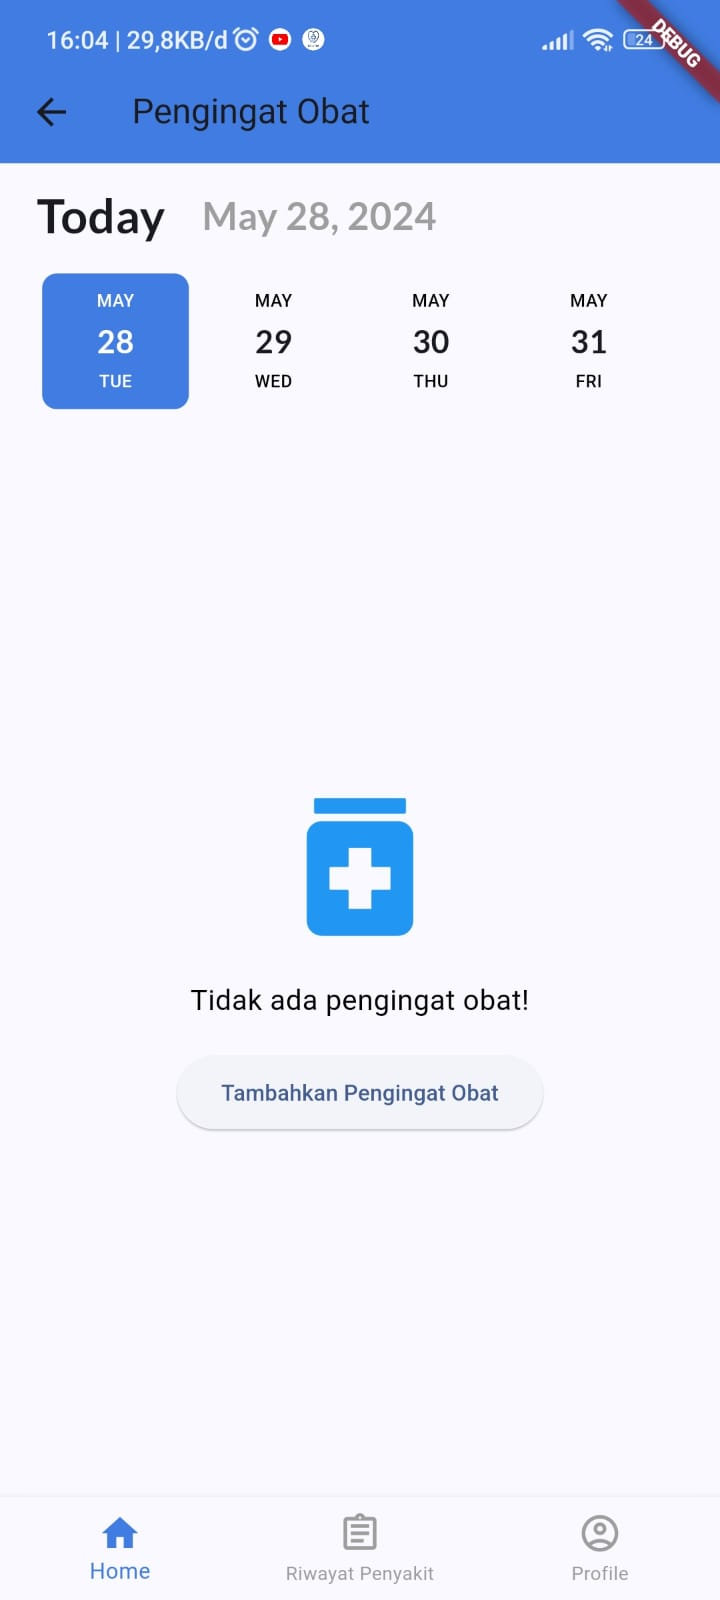 16:04 | 29,8KB/d
24
DEBUG
Pengingat Obat
Today May 28, 2024
MAY MAY MAY MAY
28 29 30 31
TUE WED THU FRI
Tidak ada pengingat obat!
Tambahkan Pengingat Obat
Home Riwayat Penyakit Profile